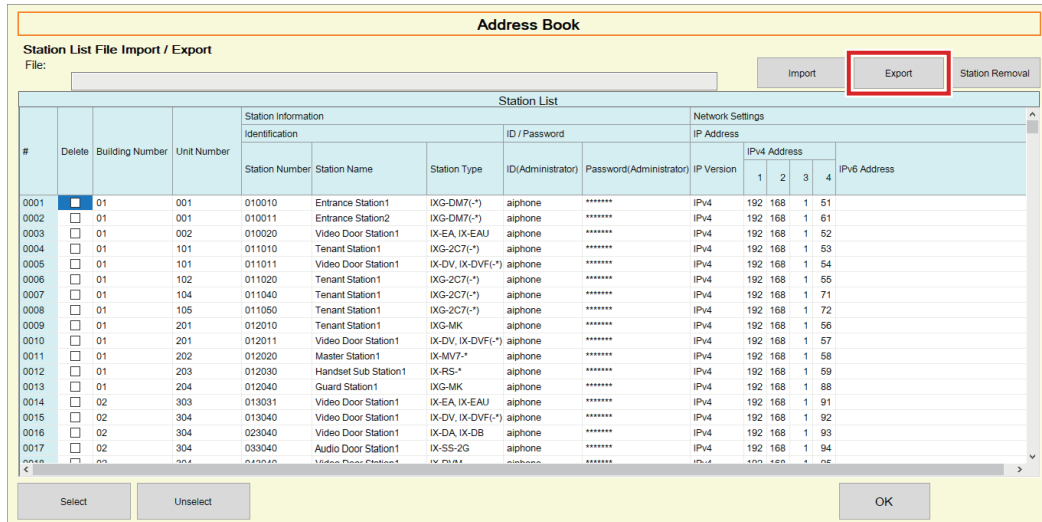 Address Book
Station List File Import / Export
File:
Import Export Station Removal
Station List
Station Information Network Settings
Identification ID / Password IP Address
# Delete Building Number Unit Number Station Number Station Name Station Type ID(Administrator) Password(Administrator) IP Version IPv4 Address IPv6 Address
1 2 3 4
0001 01 001 010010 Entrance Station1 IXG-DM7(-*) aiphone ******* IPv4 192 168 1 51
0002 01 001 010011 Entrance Station2 IXG-DM7(-*) aiphone ******* IPv4 192 168 1 61
0003 01 002 010020 Video Door Station1 IX-EA, IX-EAU aiphone ******* IPv4 192 168 1 52
0004 01 101 011010 Tenant Station1 IXG-2C7(-*) aiphone ******* IPv4 192 168 1 53
0005 01 101 011011 Video Door Station1 IX-DV, IX-DVF(-*) aiphone ******* IPv4 192 168 1 54
0006 01 102 011020 Tenant Station1 IXG-2C7(-*) aiphone ******* IPv4 192 168 1 55
0007 01 104 011040 Tenant Station1 IXG-2C7(-*) aiphone ******* IPv4 192 168 1 71
0008 01 105 011050 Tenant Station1 IXG-2C7(-*) aiphone ******* IPv4 192 168 1 72
0009 01 201 012010 Tenant Station1 IXG-MK aiphone ******* IPv4 192 168 1 56
0010 01 201 012011 Video Door Station1 IX-DV, IX-DVF(-*) aiphone ******* IPv4 192 168 1 57
0011 01 202 012020 Master Station1 IX-MV7-* aiphone ******* IPv4 192 168 1 58
0012 01 203 012030 Handset Sub Station1 IX-RS-* aiphone ******* IPv4 192 168 1 59
0013 01 204 012040 Guard Station1 IXG-MK aiphone ******* IPv4 192 168 1 88
0014 02 303 013031 Video Door Station1 IX-EA, IX-EAU aiphone ******* IPv4 192 168 1 91
0015 02 304 013040 Video Door Station1 IX-DV, IX-DVF(-*) aiphone ******* IPv4 192 168 1 92
0016 02 304 023040 Video Door Station1 IX-DA, IX-DB aiphone ******* IPv4 192 168 1 93
0017 02 304 033040 Audio Door Station1 IX-SS-2G aiphone ******* IPv4 192 168 1 94
0018 02 304 043040 Video Door Station1 IX-DVM aiphone ******* IPv4 192 168 1 95
Select Unselect OK